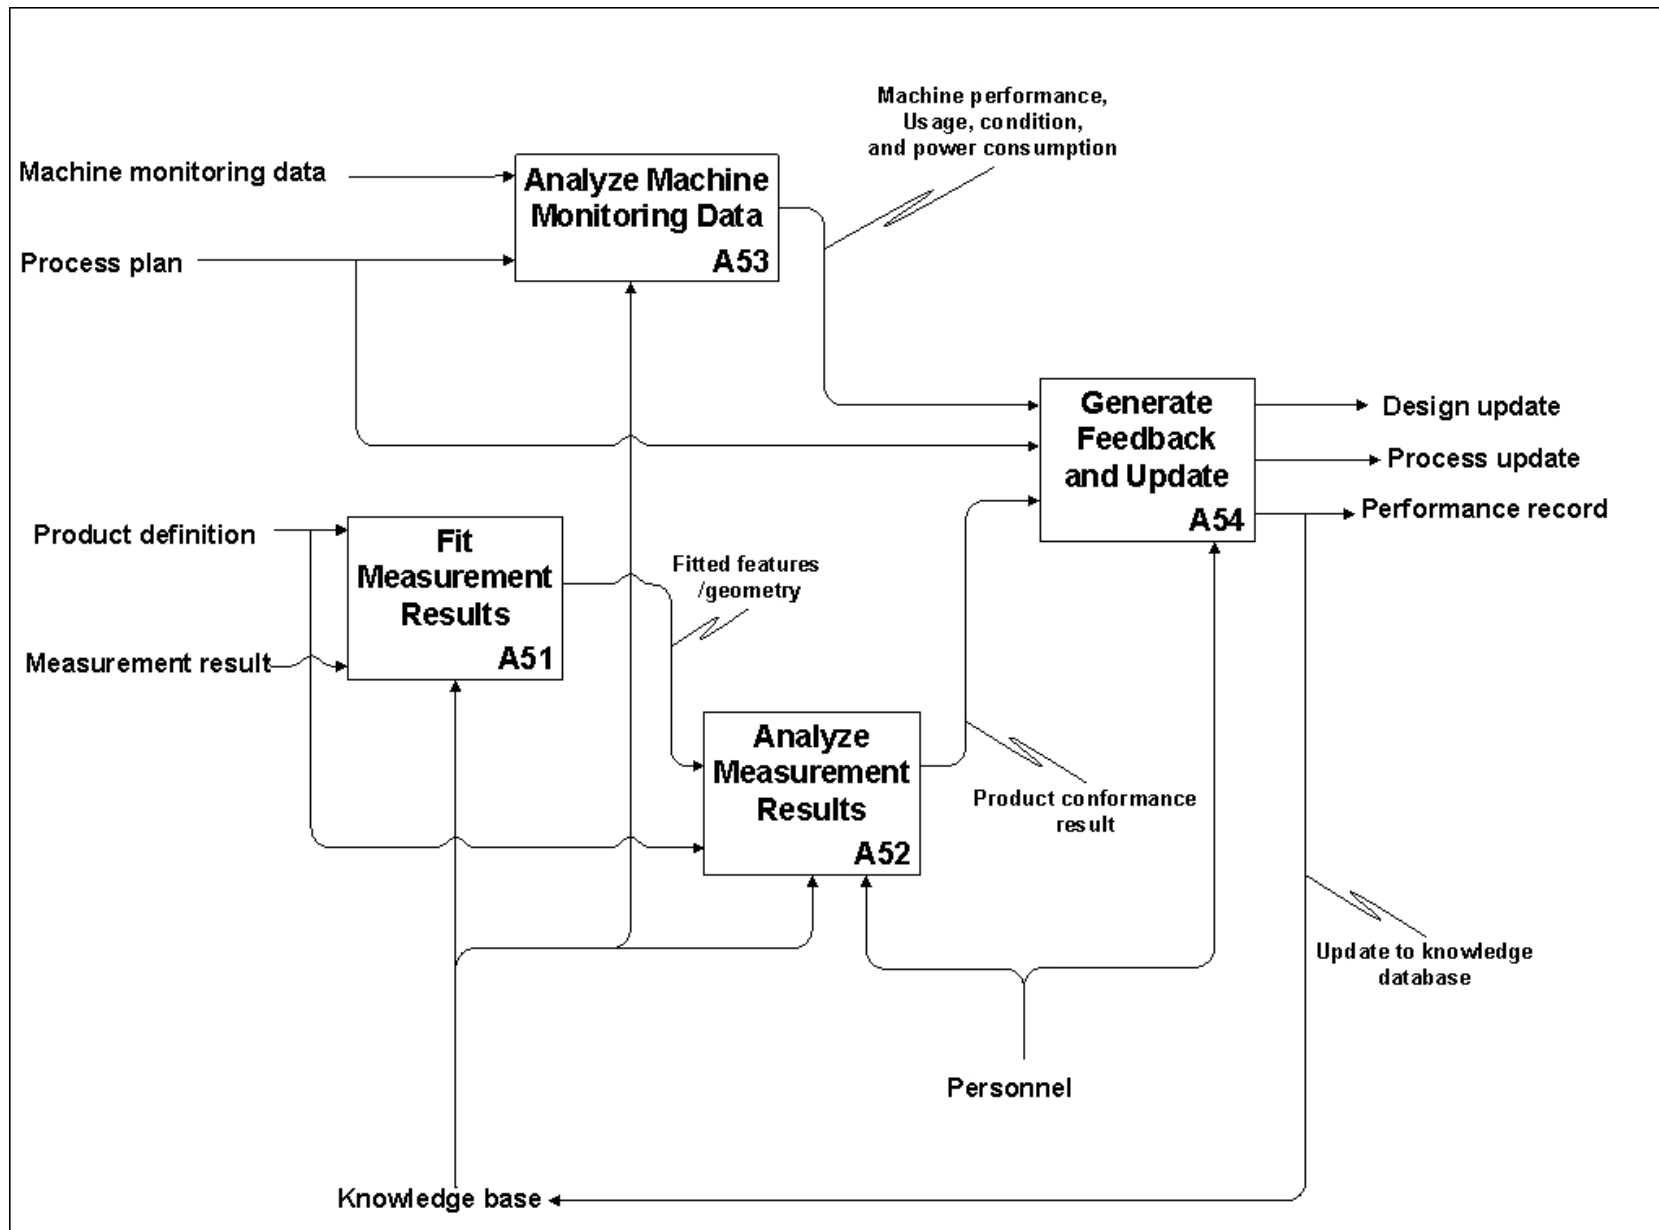 Machine performance,
Usage, condition,
and power consumption
Machine monitoring data
Analyze Machine
Monitoring Data
A53
Process plan
Generate
Feedback
and Update
A54
Design update
Process update
Performance record
Product definition
Fit
Measurement
Results
A51
Fitted features
/geometry
Measurement result
Analyze
Measurement
Results
A52
Product conformance
result
Update to knowledge
database
Personnel
Knowledge base